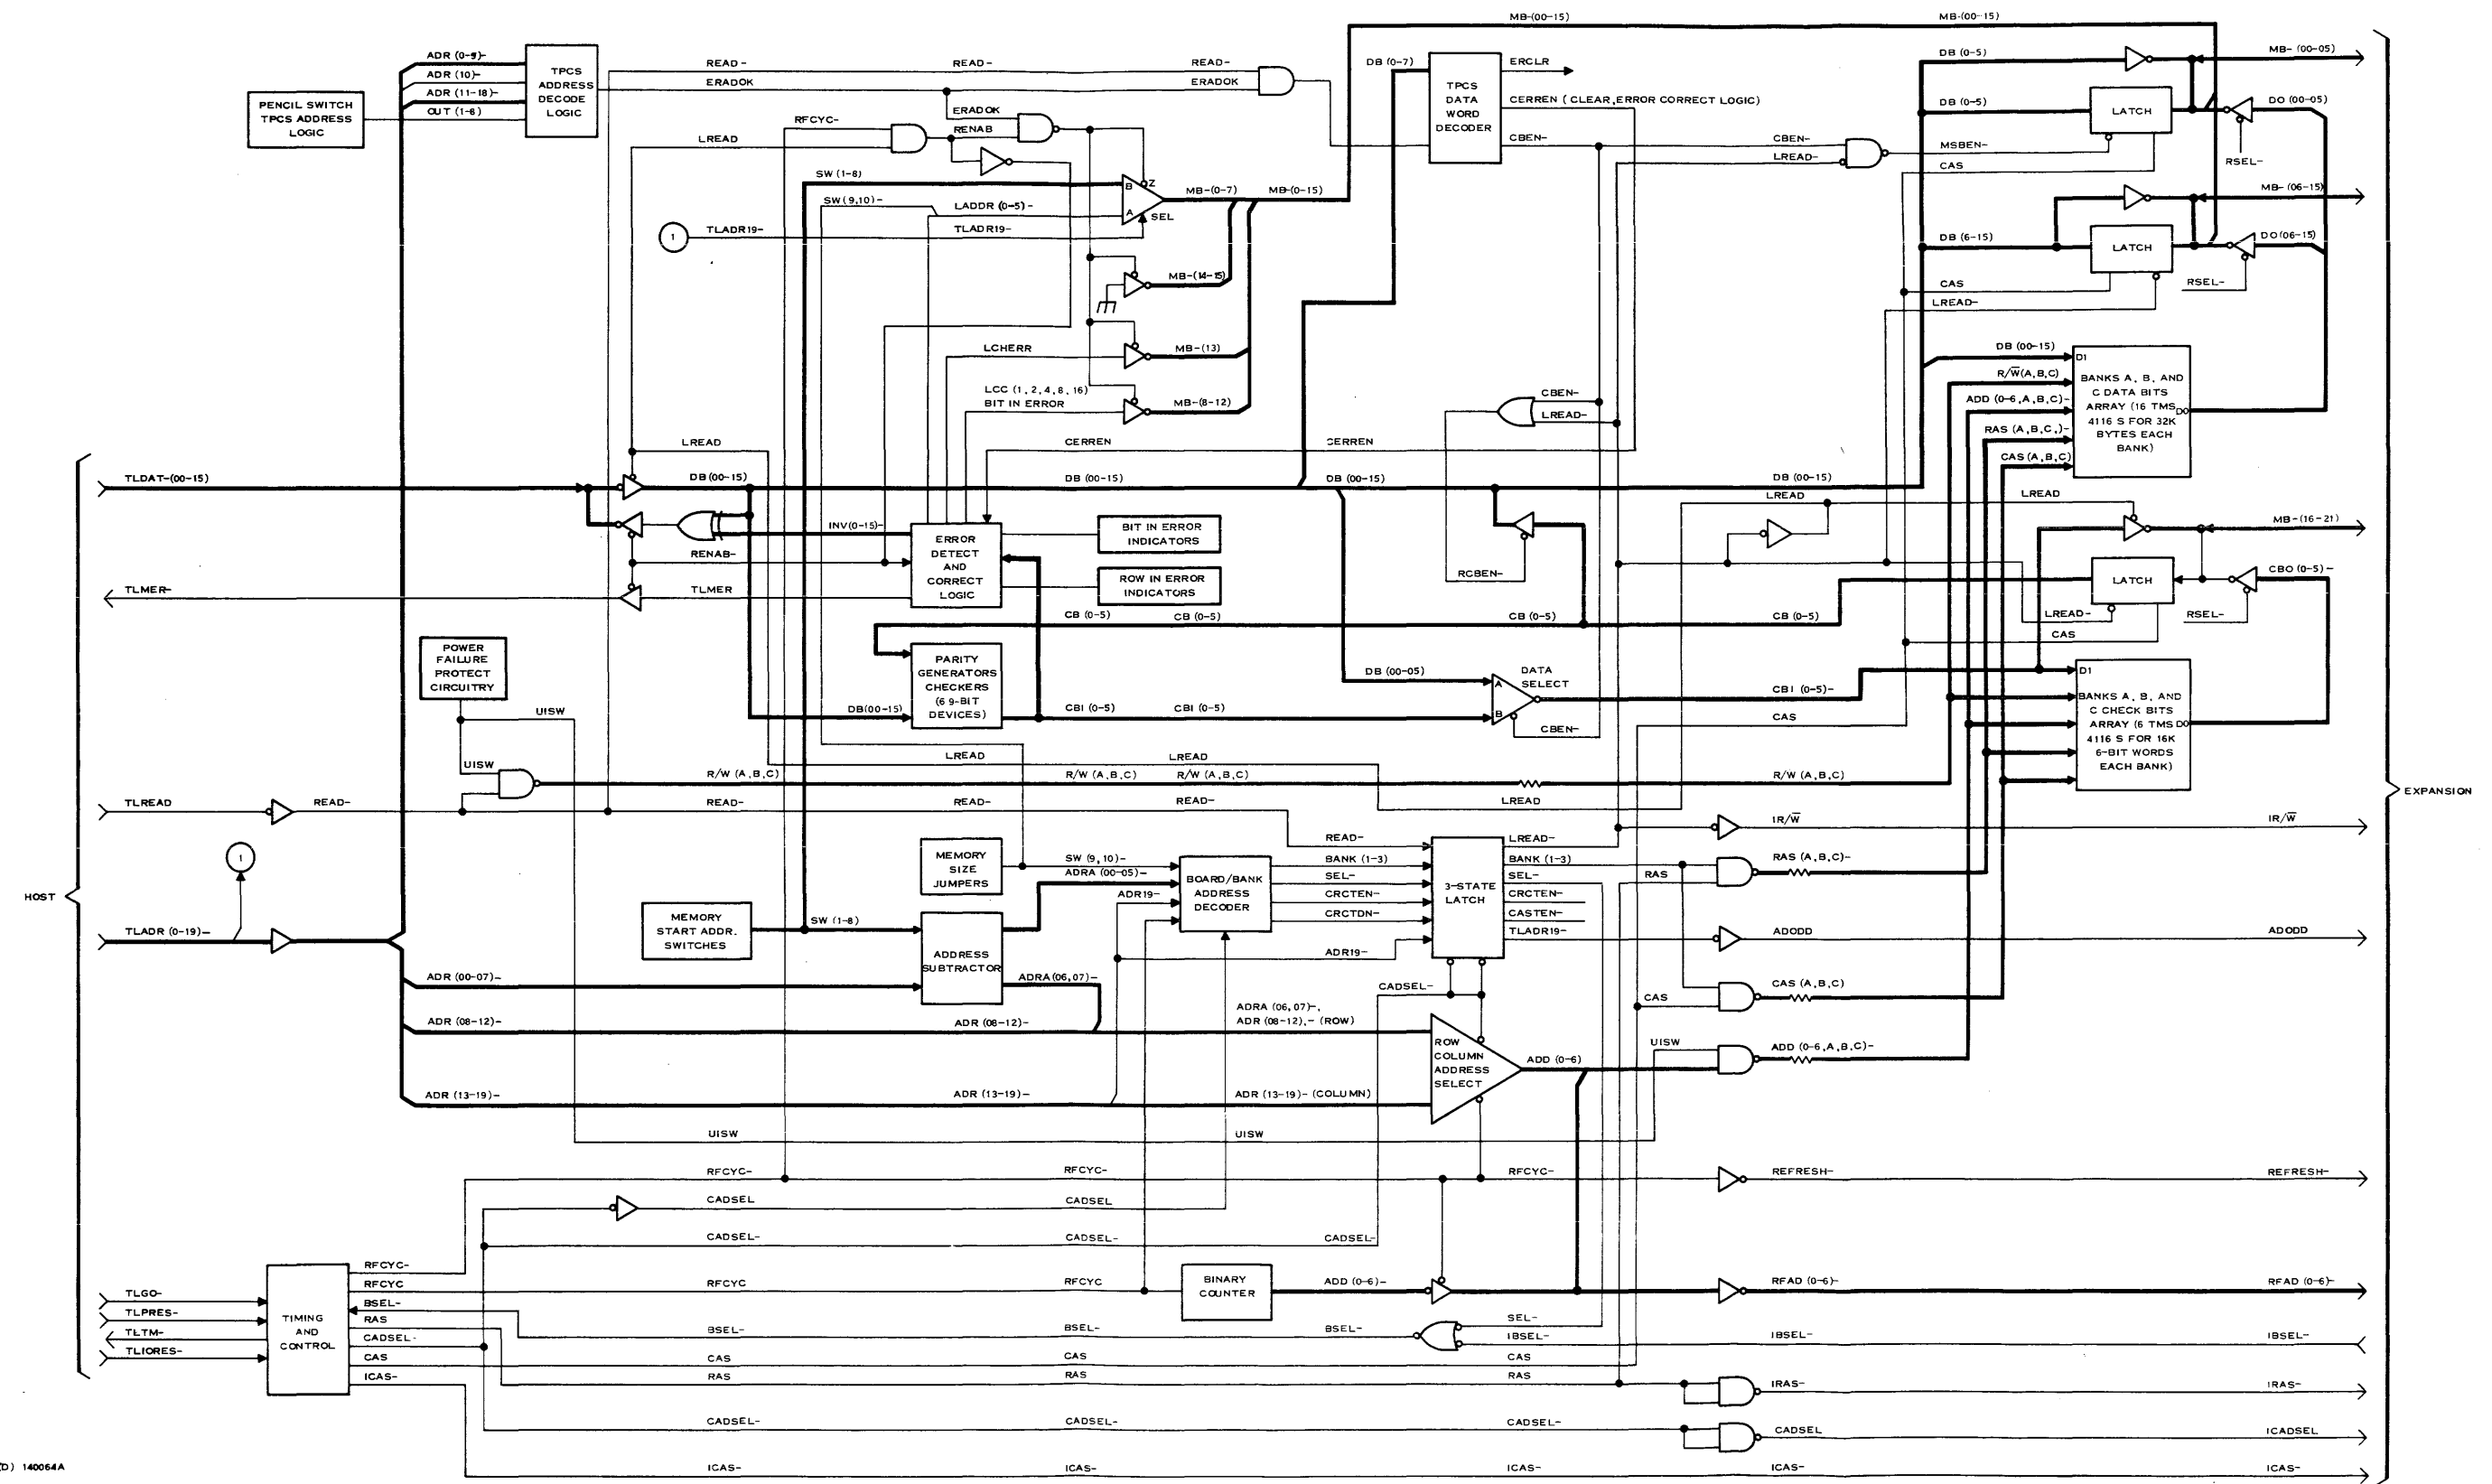 MB-(00-15)
MB-(00-15)
ADR (0-9)-
ADR (10)-
ADR (11-18)-
OUT (1-6)
PENCIL SWITCH
TPCS ADDRESS
LOGIC
TPCS
ADDRESS
DECODE
LOGIC
READ-
READ-
READ-
ERADOK
ERADOK
ERADOK
RFCYC-
RENAB
LREAD
DB (0-7)
TPCS
DATA
WORD
DECODER
ERCLR
CERREN (CLEAR,ERROR CORRECT LOGIC)
CBEN-
CBEN-
LREAD-
MSBEN-
DB (0-5)
MB- (00-05)
DB (0-5)
LATCH
DO (00-05)
CAS
RSEL-
SW (1-8)
B
Z
A
SEL
MB-(0-7)
MB-(0-15)
SW (9,10)-
LADDR (0-5)-
1
TLADR19-
TLADR19-
MB- (06-15)
DB (6-15)
LATCH
DO(06-15)
CAS
RSEL-
LREAD-
MB-(14-15)
LCHERR
MB-(13)
LCC (1, 2, 4, 8, 16)
BIT IN ERROR
MB-(8-12)
CBEN-
LREAD-
DB (00-15)
D1
R/W(A,B,C)
ADD (0-6,A,B,C)-
RAS (A,B,C,)-
CAS (A,B,C)
BANKS A, B, AND
C DATA BITS
ARRAY (16 TMS
4116 S FOR 32K
BYTES EACH
BANK)
DO
LREAD
CERREN
CERREN
TLDAT-(00-15)
DB (00-15)
DB (00-15)
DB (00-15)
DB (00-15)
LREAD
LREAD
INV(0-15)-
RENAB-
ERROR
DETECT
AND
CORRECT
LOGIC
BIT IN ERROR
INDICATORS
ROW IN ERROR
INDICATORS
RCBEN-
MB-(16-21)
LATCH
CBO (0-5)-
LREAD-
RSEL-
CAS
TLMER-
TLMER
CB (0-5)
CB (0-5)
CB (0-5)
CB (0-5)
POWER
FAILURE
PROTECT
CIRCUITRY
PARITY
GENERATORS
CHECKERS
(6 9-BIT
DEVICES)
DB(00-15)
CBI (0-5)
CBI (0-5)
DB (00-05)
DATA
SELECT
A
B
CBEN-
CBI (0-5)-
CAS
D1
BANKS A, B, AND
C CHECK BITS
ARRAY (6 TMS
4116 S FOR 16K
6-BIT WORDS
EACH BANK)
DO
UISW
UISW
LREAD
LREAD
R/W (A,B,C)
R/W (A,B,C)
R/W (A,B,C)
R/W (A,B,C)
LREAD
TLREAD
READ-
READ-
READ-
READ-
EXPANSION
1
HOST
TLADR (0-19)-
MEMORY
SIZE
JUMPERS
MEMORY
START ADDR.
SWITCHES
SW (1-8)
ADDRESS
SUBTRACTOR
SW (9,10)-
ADRA (00-05)-
ADR19-
BOARD/BANK
ADDRESS
DECODER
READ-
BANK (1-3)
SEL-
CRCTEN-
CRCTDN-
ADR19-
3-STATE
LATCH
LREAD-
BANK (1-3)
SEL-
CRCTEN-
CASTEN-
TLADR19-
IR/W
IR/W
RAS (A,B,C)-
RAS
ADODD
ADODD
ADR (00-07)-
ADRA (06,07)-
CADSEL-
CAS
CAS (A,B,C)
ADR (08-12)-
ADR (08-12)-
ADRA (06,07)-,
ADR (08-12),- (ROW)
ROW
COLUMN
ADDRESS
SELECT
ADD (0-6)
UISW
ADD (0-6,A,B,C)-
ADR (13-19)-
ADR (13-19)-
ADR (13-19)- (COLUMN)
UISW
UISW
RFCYC-
RFCYC-
RFCYC-
REFRESH-
REFRESH-
CADSEL
CADSEL
CADSEL-
CADSEL-
CADSEL-
TLGO-
TLPRES-
TLTM-
TLIORES-
TIMING
AND
CONTROL
RFCYC-
RFCYC
BSEL-
RAS
CADSEL-
CAS
ICAS-
RFCYC
RFCYC
BINARY
COUNTER
ADD (0-6)-
RFAD (0-6)-
RFAD (0-6)-
BSEL-
BSEL-
BSEL-
SEL-
IBSEL-
IBSEL-
IBSEL-
CAS
CAS
RAS
RAS
RAS
IRAS-
IRAS-
CADSEL-
CADSEL-
CADSEL-
CADSEL
ICADSEL
ICAS-
ICAS-
ICAS-
ICAS-
ICAS-
(D) 140064A